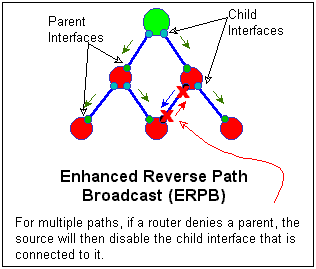 Parent
Interfaces
Child
Interfaces
Enhanced Reverse Path
Broadcast (ERPB)
For multiple paths, if a router denies a parent, the
source will then disable the child interface that is
connected to it.